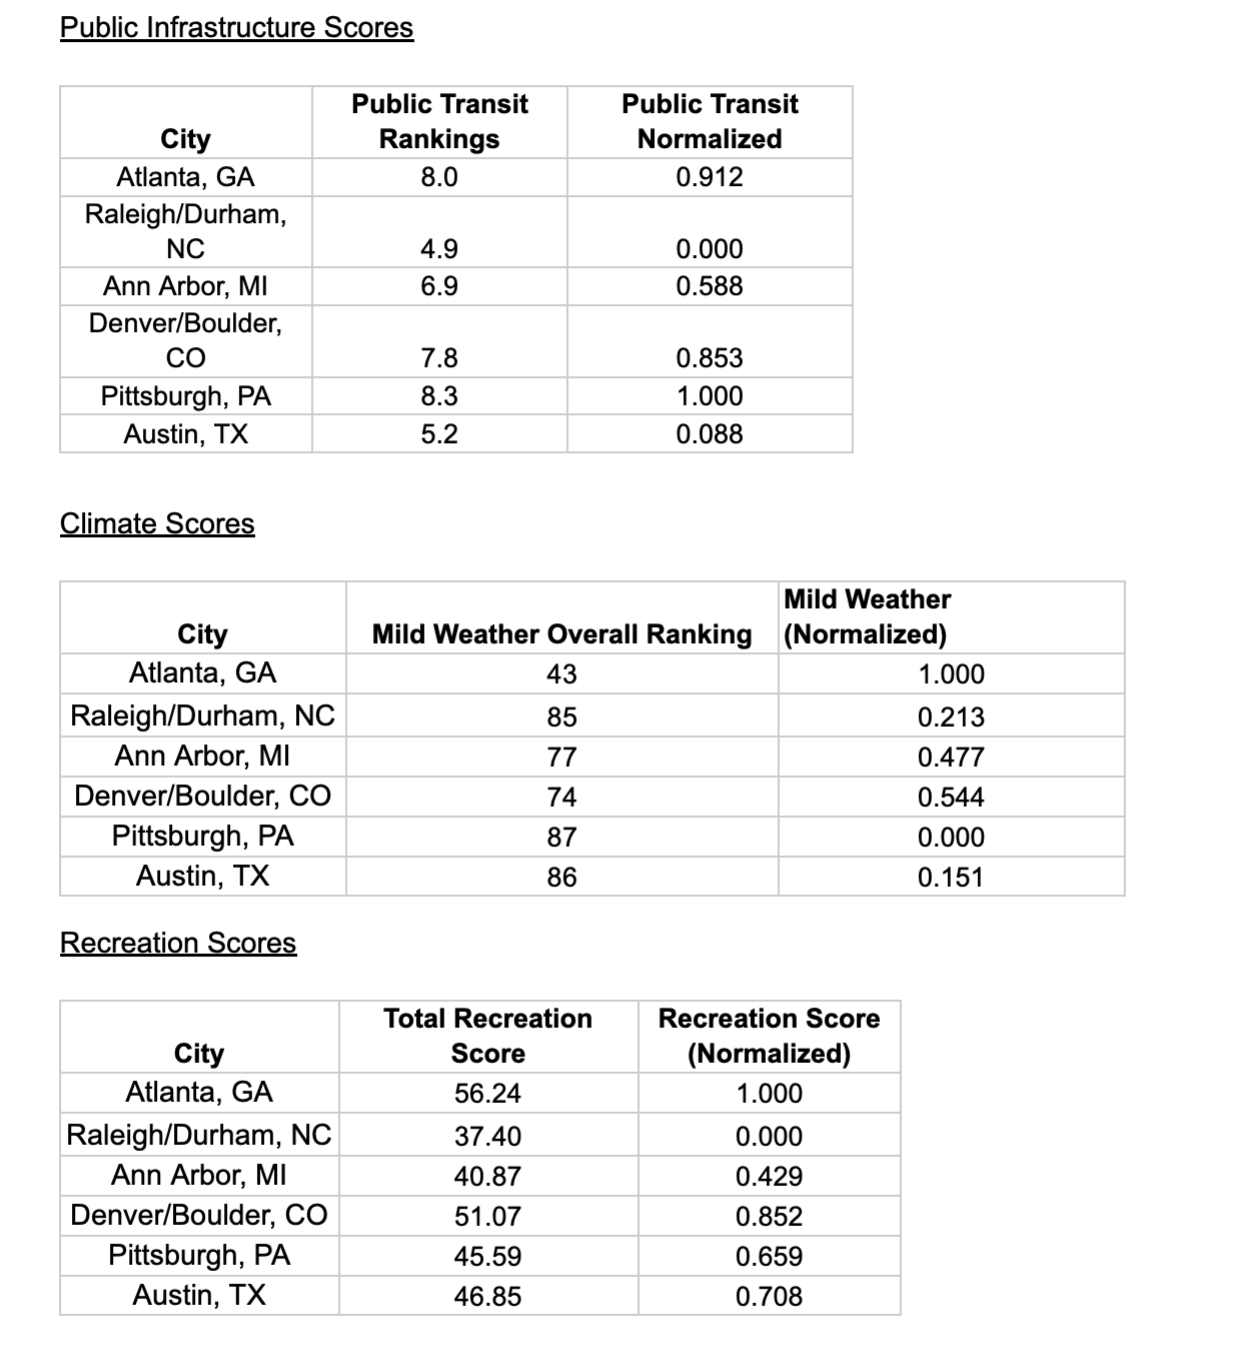 Public Infrastructure Scores
City Public Transit Rankings Public Transit Normalized
Atlanta, GA 8.0 0.912
Raleigh/Durham, NC 4.9 0.000
Ann Arbor, MI 6.9 0.588
Denver/Boulder, CO 7.8 0.853
Pittsburgh, PA 8.3 1.000
Austin, TX 5.2 0.088
Climate Scores
City Mild Weather Overall Ranking Mild Weather (Normalized)
Atlanta, GA 43 1.000
Raleigh/Durham, NC 85 0.213
Ann Arbor, MI 77 0.477
Denver/Boulder, CO 74 0.544
Pittsburgh, PA 87 0.000
Austin, TX 86 0.151
Recreation Scores
City Total Recreation Score Recreation Score (Normalized)
Atlanta, GA 56.24 1.000
Raleigh/Durham, NC 37.40 0.000
Ann Arbor, MI 40.87 0.429
Denver/Boulder, CO 51.07 0.852
Pittsburgh, PA 45.59 0.659
Austin, TX 46.85 0.708